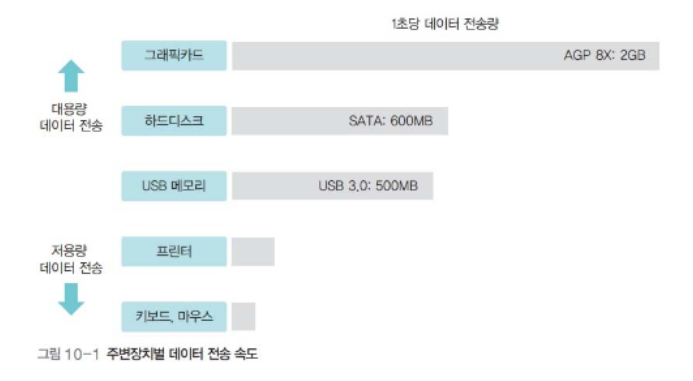 1초당 데이터 전송량
그래픽카드
AGP 8X: 2GB
대용량
데이터 전송
하드디스크
SATA: 600MB
USB 메모리
USB 3.0: 500MB
저용량
데이터 전송
프린터
키보드, 마우스
그림 10-1 주변장치별 데이터 전송 속도